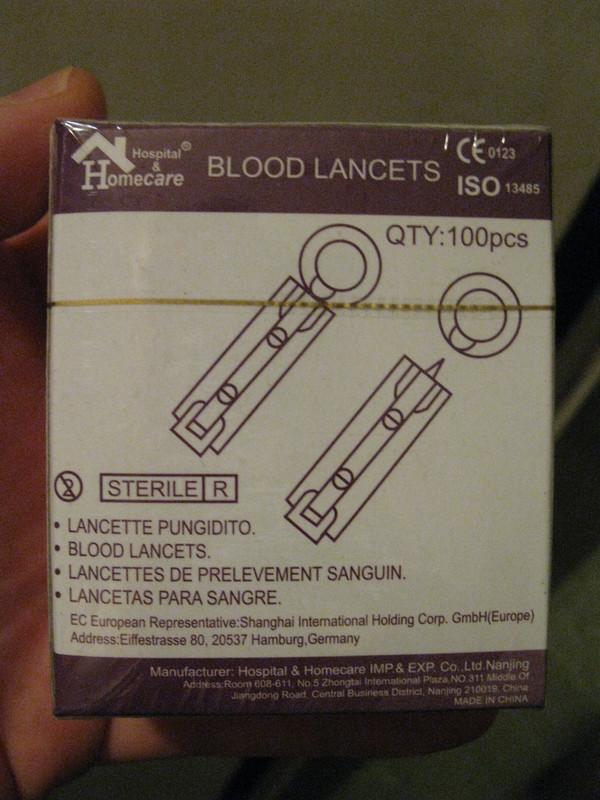 Hospital®
&
Homecare
BLOOD LANCETS
CE 0123
ISO 13485
QTY:100pcs
2
STERILE R
• LANCETTE PUNGIDITO.
• BLOOD LANCETS.
• LANCETTES DE PRELEVEMENT SANGUIN.
• LANCETAS PARA SANGRE.
EC European Representative:Shanghai International Holding Corp. GmbH(Europe)
Address:Eiffestrasse 80, 20537 Hamburg,Germany
Manufacturer: Hospital & Homecare IMP.& EXP. Co.,Ltd.Nanjing
Address:Room 608-611, No.5 Zhongtai International Plaza,NO.311 Middle Of
Jiangdong Road, Central Business District, Nanjing 210019, China
MADE IN CHINA